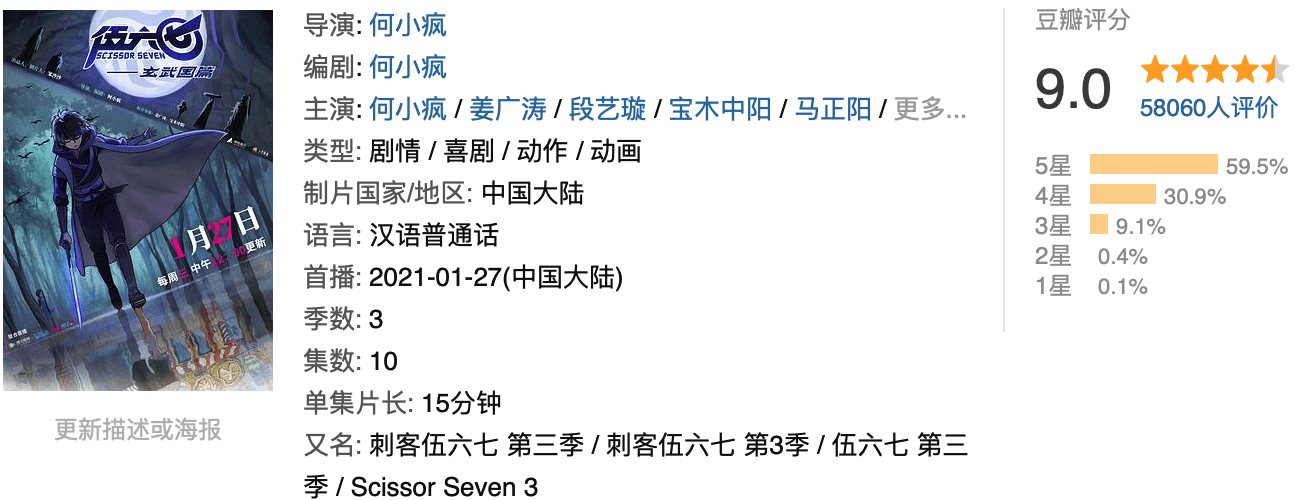 伍六七
SCISSOR SEVEN
——玄武国篇
1月27日
每周三中午12:00更新
更新描述或海报
导演: 何小疯
编剧: 何小疯
主演: 何小疯 / 姜广涛 / 段艺璇 / 宝木中阳 / 马正阳 / 更多...
类型: 剧情 / 喜剧 / 动作 / 动画
制片国家/地区: 中国大陆
语言: 汉语普通话
首播: 2021-01-27(中国大陆)
季数: 3
集数: 10
单集片长: 15分钟
又名: 刺客伍六七 第三季 / 刺客伍六七 第3季 / 伍六七 第三
季 / Scissor Seven 3
豆瓣评分
9.0
58060人评价
5星 59.5%
4星 30.9%
3星 9.1%
2星 0.4%
1星 0.1%